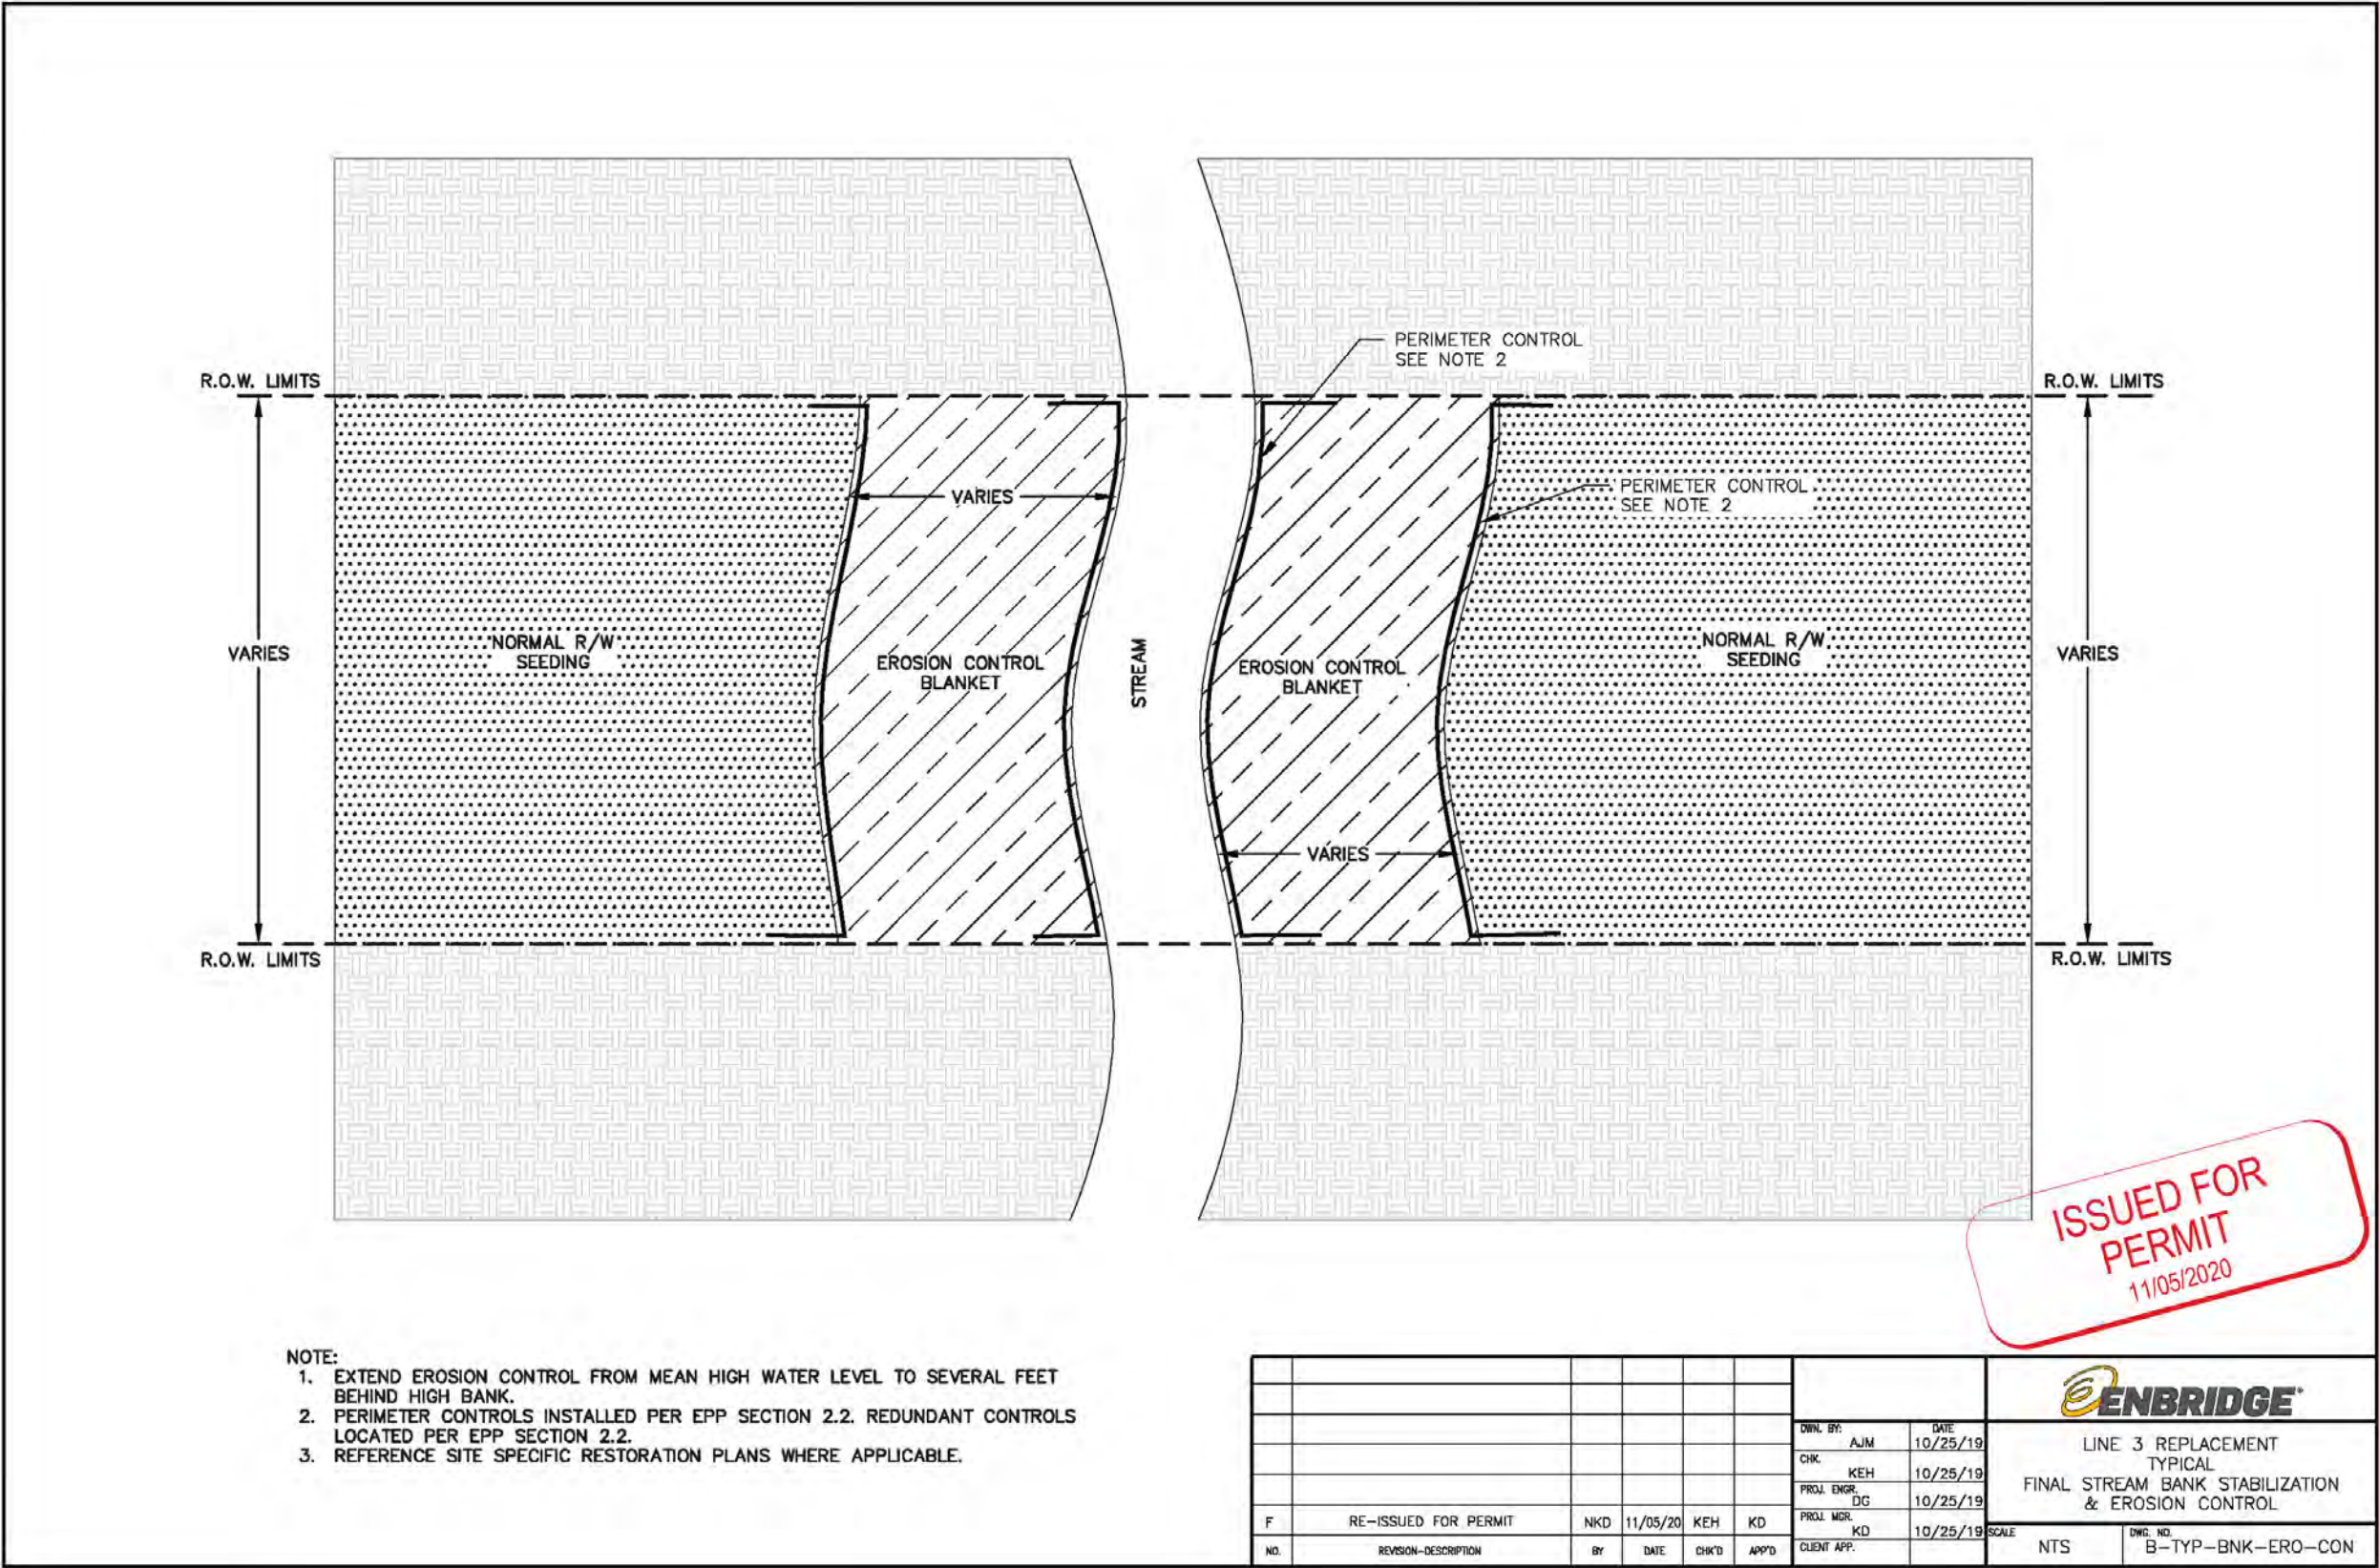 PERIMETER CONTROL
SEE NOTE 2
R.O.W. LIMITS
R.O.W. LIMITS
PERIMETER CONTROL
SEE NOTE 2
VARIES
VARIES
NORMAL R/W
SEEDING
EROSION CONTROL
BLANKET
STREAM
EROSION CONTROL
BLANKET
NORMAL R/W
SEEDING
VARIES
VARIES
R.O.W. LIMITS
R.O.W. LIMITS
ISSUED FOR
PERMIT
11/05/2020
NOTE:
1. EXTEND EROSION CONTROL FROM MEAN HIGH WATER LEVEL TO SEVERAL FEET
BEHIND HIGH BANK.
2. PERIMETER CONTROLS INSTALLED PER EPP SECTION 2.2. REDUNDANT CONTROLS
LOCATED PER EPP SECTION 2.2.
3. REFERENCE SITE SPECIFIC RESTORATION PLANS WHERE APPLICABLE.
F RE-ISSUED FOR PERMIT NKD 11/05/20 KEH KD
NO. REVISION-DESCRIPTION BY DATE CHK'D APP'D
DWN. BY: DATE
AJM 10/25/19
CHK.
KEH 10/25/19
PROJ. ENGR.
DG 10/25/19
PROJ. MGR.
KD 10/25/19
CLIENT APP.
ENBRIDGE®
LINE 3 REPLACEMENT
TYPICAL
FINAL STREAM BANK STABILIZATION
& EROSION CONTROL
SCALE
NTS
DWG. NO.
B-TYP-BNK-ERO-CON